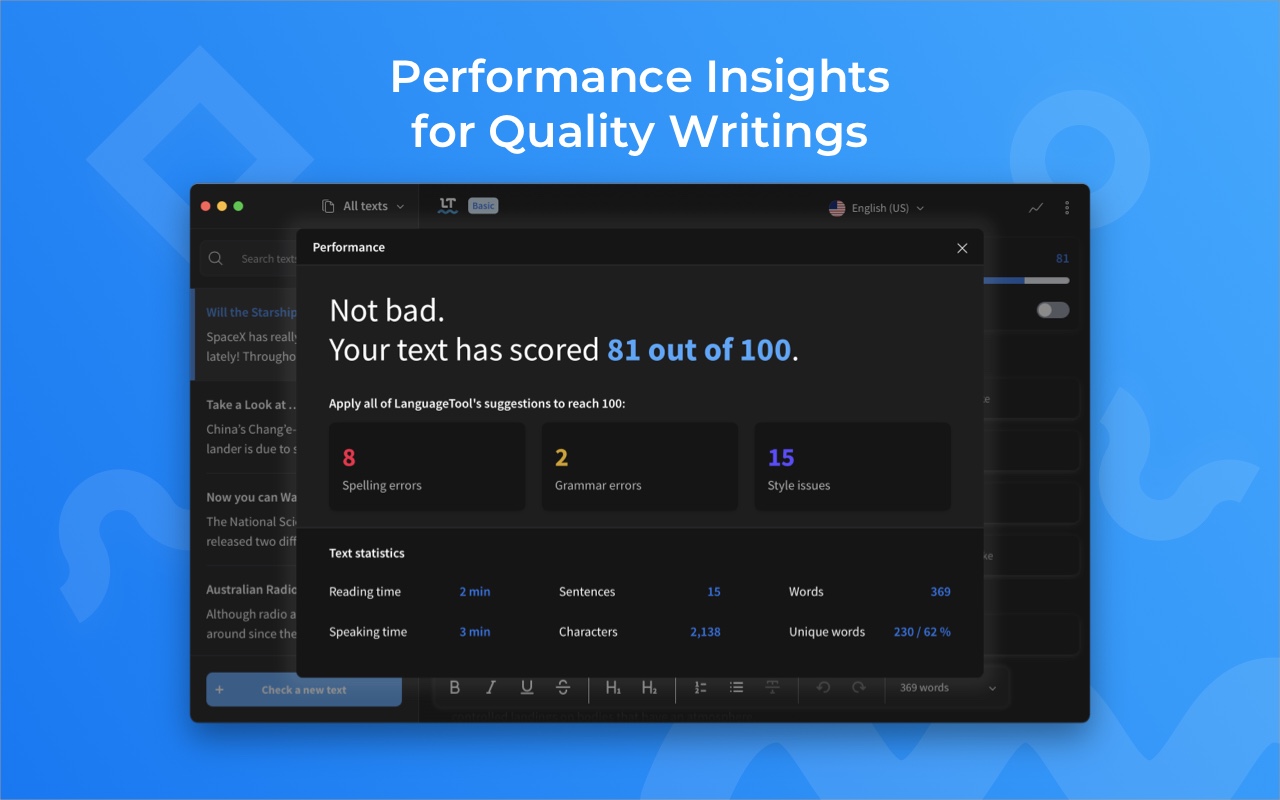 Performance Insights
for Quality Writings
All texts
LT
Basic
English (US)
Search texts
Performance
81
Not bad.
Your text has scored 81 out of 100.
Will the Starship
SpaceX has really
lately!
Apply all of LanguageTool's suggestions to reach 100:
Take a Look at ..
China's Chang'e-
lander is due to
8
Spelling errors
2
Grammar errors
15
Style issues
Now you can
The National
released two
Text statistics
Reading time 2 min
Sentences 15
Words 369
Speaking time 3 min
Characters 2,138
Unique words 230 / 62 %
Australian Radio
Although radio a
around since the
+ Check a new text
B I U S H1 H2
369 words